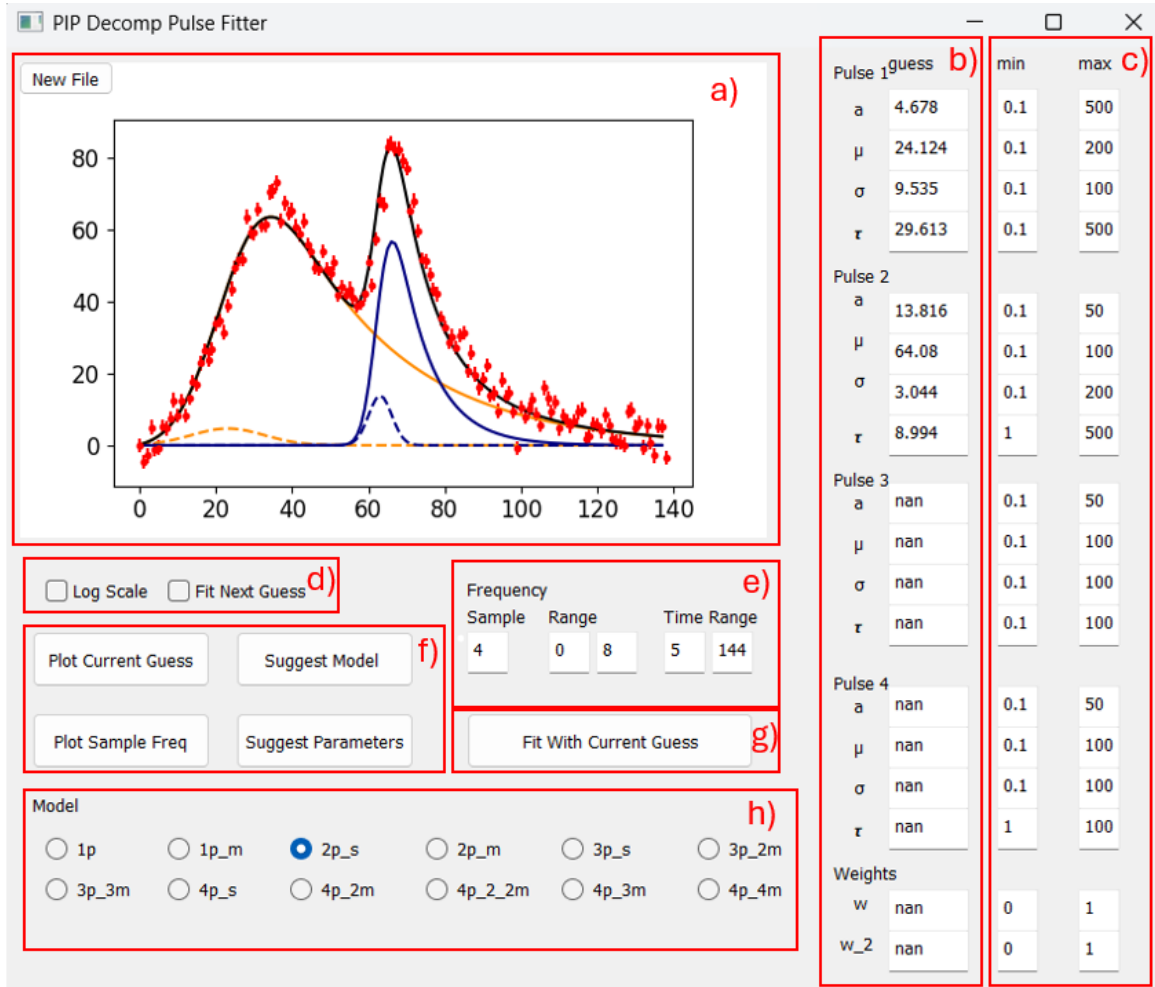 PIP Decomp Pulse Fitter
New File
a)
80
60
40
20
0
0 20 40 60 80 100 120 140
Log Scale Fit Next Guess d)
Plot Current Guess Suggest Model f)
Plot Sample Freq Suggest Parameters
Frequency e)
Sample Range Time Range
4 0 8 5 144
Fit With Current Guess g)
Model h)
1p 1p_m 2p_s 2p_m 3p_s 3p_2m
3p_3m 4p_s 4p_2m 4p_2_2m 4p_3m 4p_4m
Pulse 1 guess b) min max c)
a 4.678 0.1 500
μ 24.124 0.1 200
σ 9.535 0.1 100
τ 29.613 0.1 500
Pulse 2
a 13.816 0.1 50
μ 64.08 0.1 100
σ 3.044 0.1 200
τ 8.994 1 500
Pulse 3
a nan 0.1 50
μ nan 0.1 100
σ nan 0.1 100
τ nan 0.1 100
Pulse 4
a nan 0.1 50
μ nan 0.1 100
σ nan 0.1 100
τ nan 1 100
Weights
w nan 0 1
w_2 nan 0 1